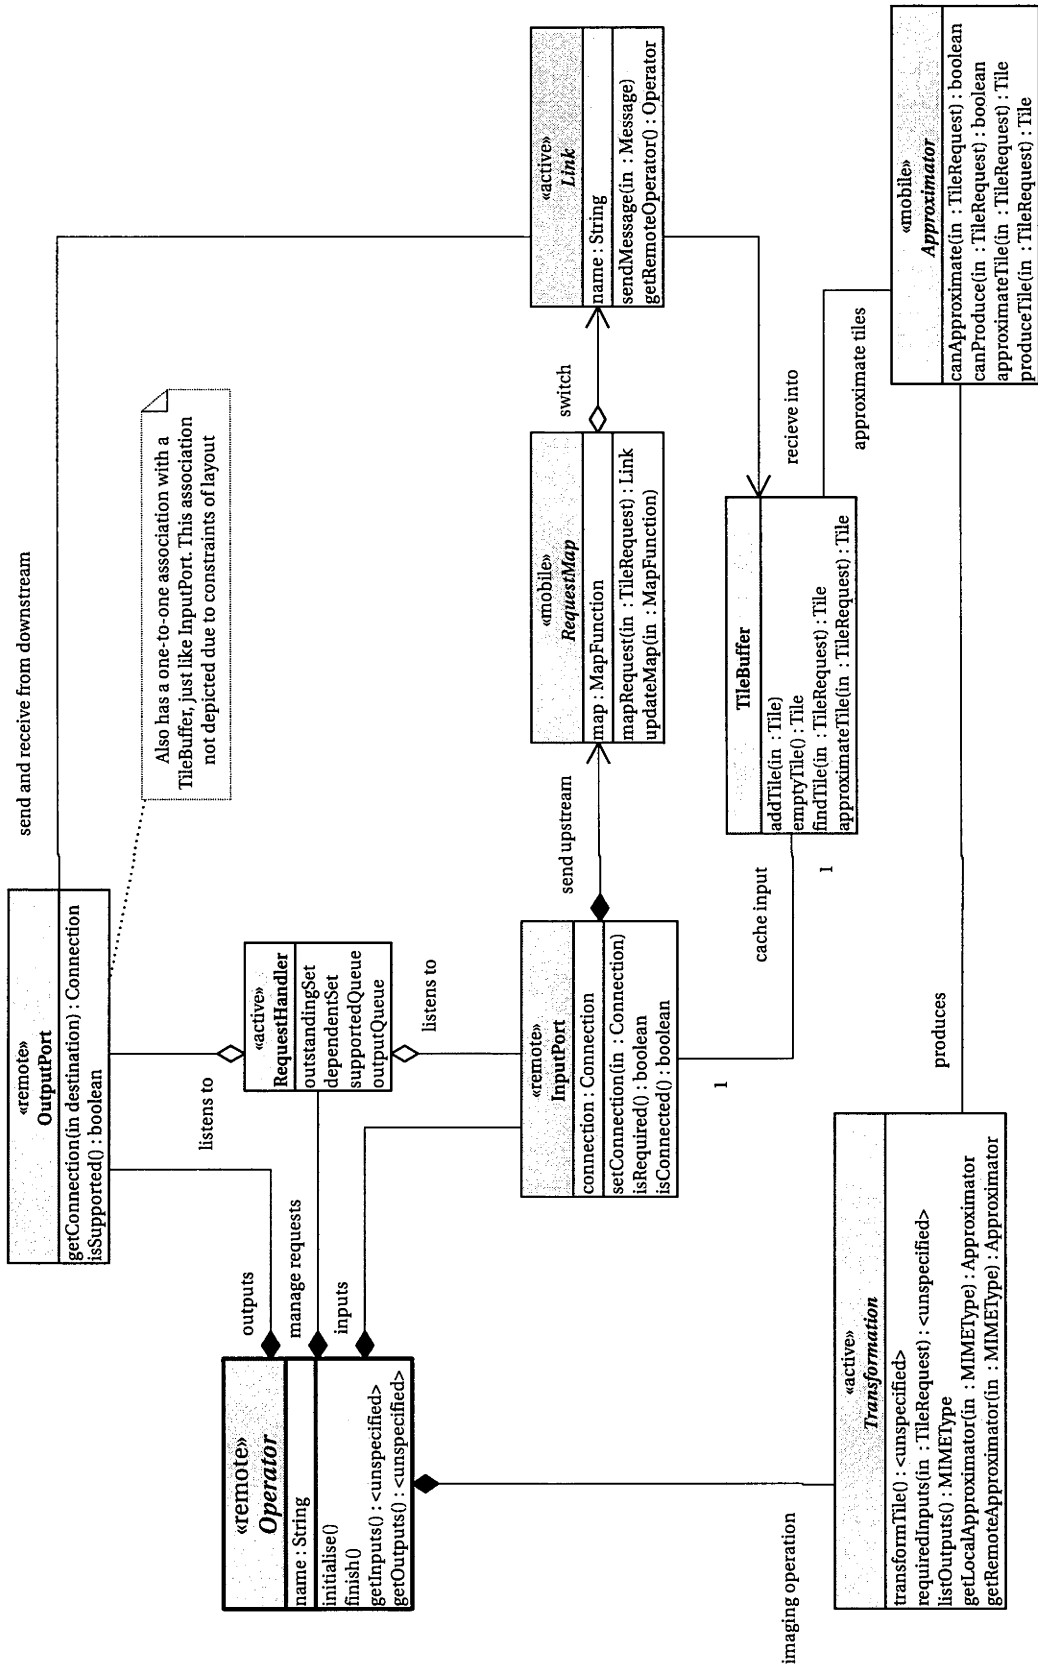 «remote»
OutputPort
getConnection(in destination) : Connection
isSupported() : boolean
send and receive from downstream
Also has a one-to-one association with a
TileBuffer, just like InputPort. This association
not depicted due to constraints of layout
listens to
outputs
«active»
RequestHandler
outstandingSet
dependentSet
supportedQueue
outputQueue
manage requests
listens to
inputs
«remote»
Operator
name : String
initialise()
finish()
getInputs() : <unspecified>
getOutputs() : <unspecified>
«remote»
InputPort
connection : Connection
setConnection(in : Connection)
isRequired() : boolean
isConnected() : boolean
send upstream
«mobile»
RequestMap
map : MapFunction
mapRequest(in : TileRequest) : Link
updateMap(in : MapFunction)
switch
«active»
Link
name : String
sendMessage(in : Message)
getRemoteOperator() : Operator
1
cache input
1
TileBuffer
addTile(in : Tile)
emptyTile() : Tile
findTile(in : TileRequest) : Tile
approximateTile(in : TileRequest) : Tile
recieve into
approximate tiles
imaging operation
«active»
Transformation
transformTile() : <unspecified>
requiredInputs(in : TileRequest) : <unspecified>
listOutputs() : MIMEType
getLocalApproximator(in : MIMEType) : Approximator
getRemoteApproximator(in : MIMEType) : Approximator
produces
«mobile»
Approximator
canApproximate(in : TileRequest) : boolean
canProduce(in : TileRequest) : boolean
approximateTile(in : TileRequest) : Tile
produceTile(in : TileRequest) : Tile